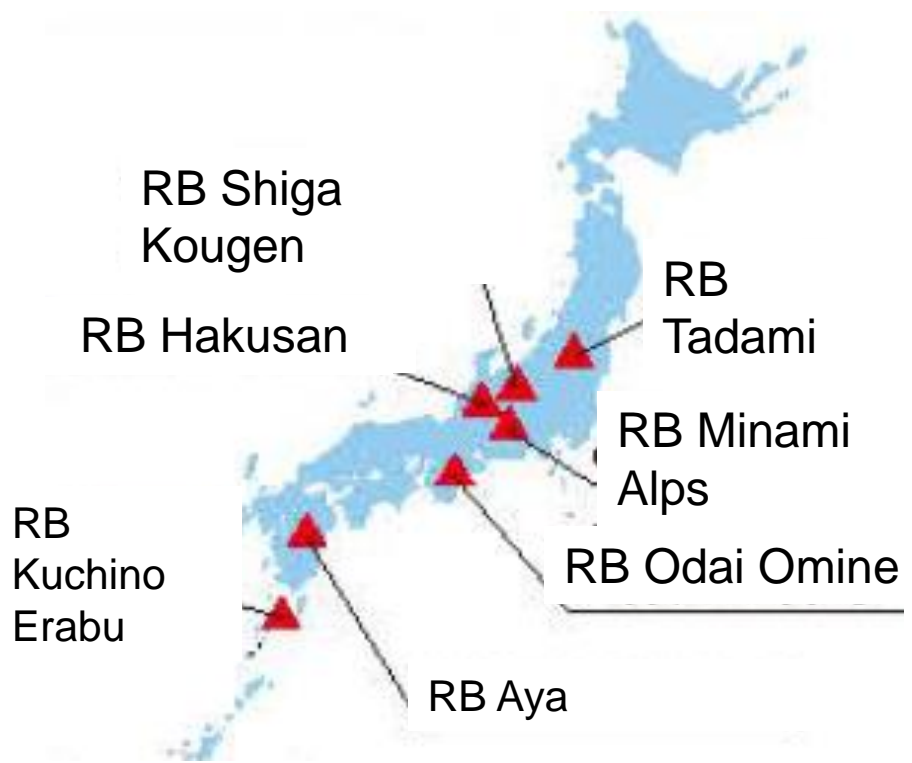 RB Shiga
Kougen
RB
Tadami
RB Hakusan
RB Minami
Alps
RB
Kuchino
Erabu
RB Odai Omine
RB Aya